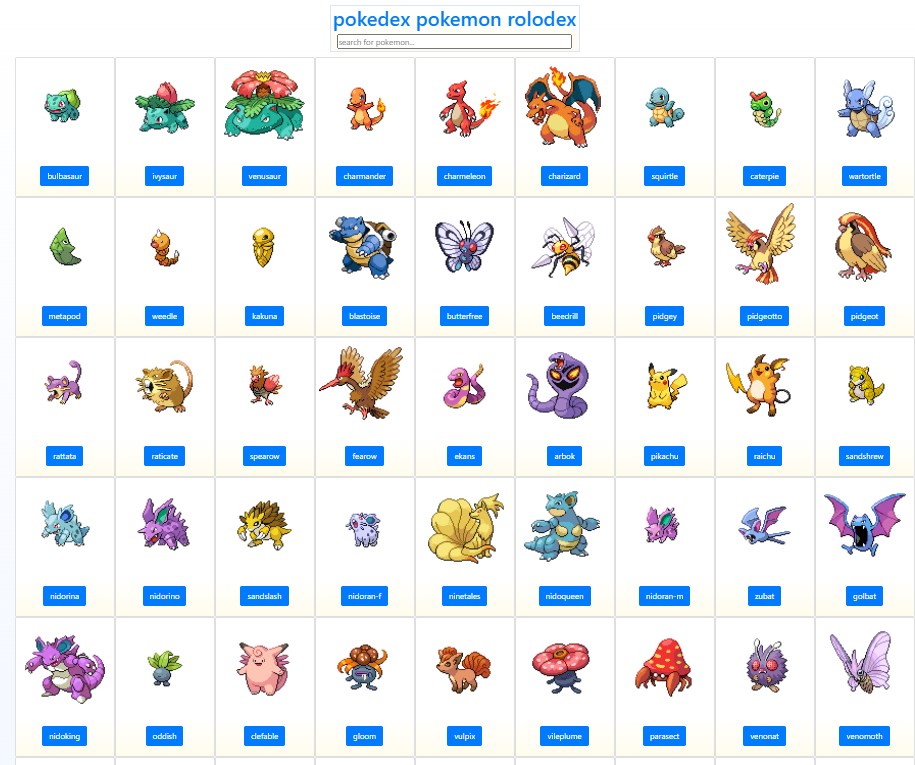 pokedex pokemon rolodex
search for pokemon...
bulbasaur ivysaur venusaur charmander charmeleon charizard squirtle caterpie wartortle
metapod weedle kakuna blastoise butterfree beedrill pidgey pidgeotto pidgeot
rattata raticate spearow fearow ekans arbok pikachu raichu sandshrew
nidorina nidorino sandslash nidoran-f ninetales nidoqueen nidoran-m zubat golbat
nidoking oddish clefable gloom vulpix vileplume parasect venonat venomoth